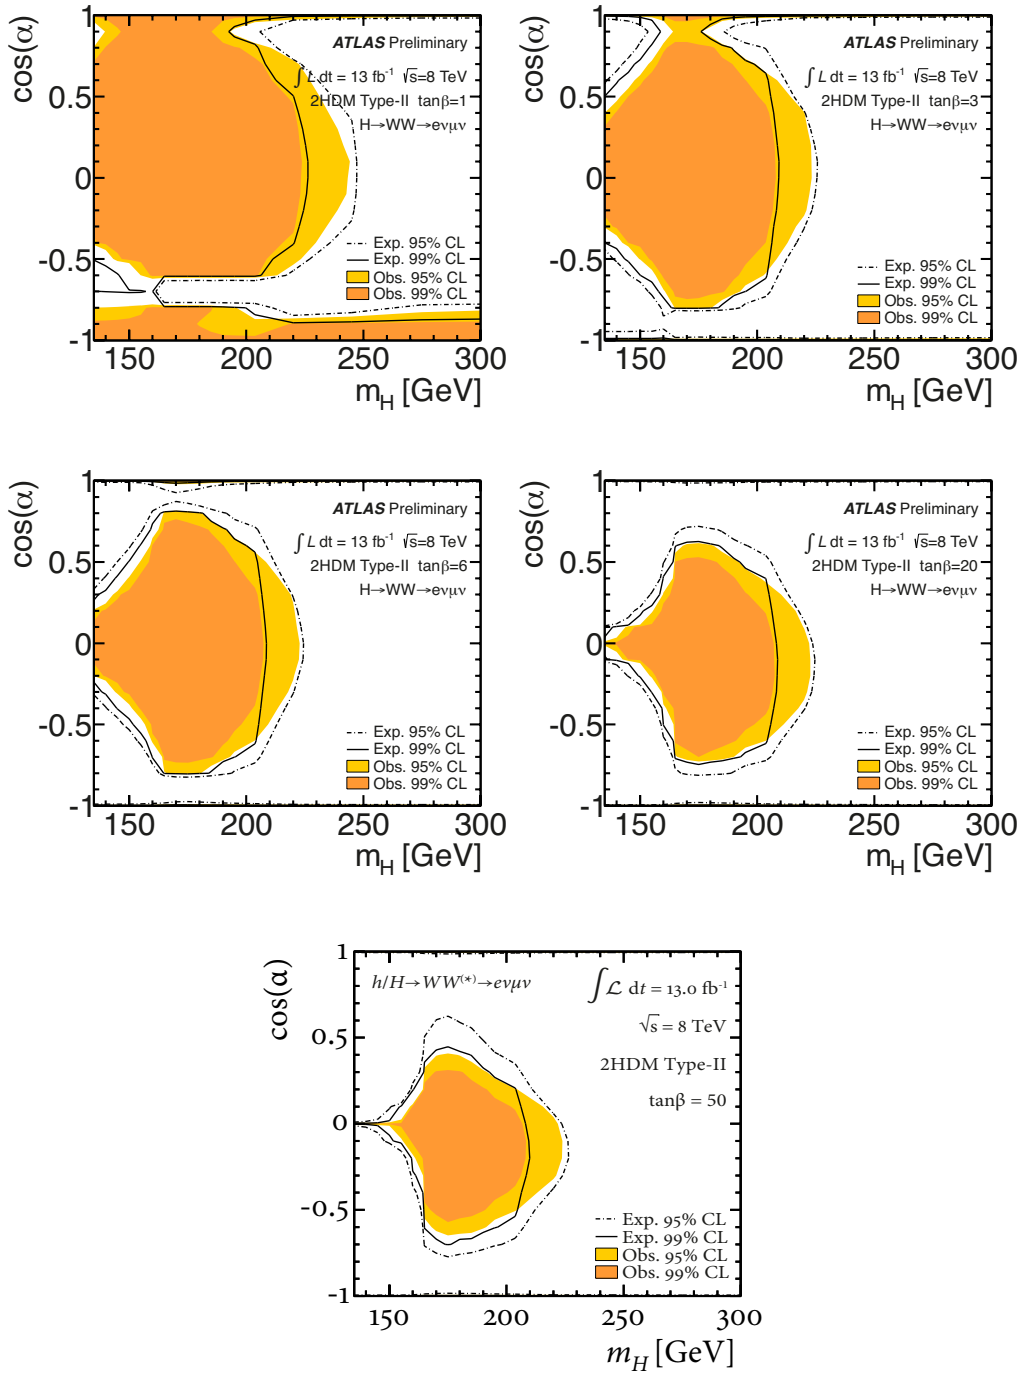 cos(α)
1
0.5
0
-0.5
-1
ATLAS Preliminary
∫ L dt = 13 fb⁻¹ √s=8 TeV
2HDM Type-II tanβ=1
H→WW→eνμν
Exp. 95% CL
Exp. 99% CL
Obs. 95% CL
Obs. 99% CL
150 200 250 300
m_H [GeV]
cos(α)
1
0.5
0
-0.5
-1
ATLAS Preliminary
∫ L dt = 13 fb⁻¹ √s=8 TeV
2HDM Type-II tanβ=3
H→WW→eνμν
Exp. 95% CL
Exp. 99% CL
Obs. 95% CL
Obs. 99% CL
150 200 250 300
m_H [GeV]
cos(α)
1
0.5
0
-0.5
-1
ATLAS Preliminary
∫ L dt = 13 fb⁻¹ √s=8 TeV
2HDM Type-II tanβ=6
H→WW→eνμν
Exp. 95% CL
Exp. 99% CL
Obs. 95% CL
Obs. 99% CL
150 200 250 300
m_H [GeV]
cos(α)
1
0.5
0
-0.5
-1
ATLAS Preliminary
∫ L dt = 13 fb⁻¹ √s=8 TeV
2HDM Type-II tanβ=20
H→WW→eνμν
Exp. 95% CL
Exp. 99% CL
Obs. 95% CL
Obs. 99% CL
150 200 250 300
m_H [GeV]
cos(α)
1
0.5
0
-0.5
-1
h/H→WW⁽*⁾→eνμν
∫ ℒ dt = 13.0 fb⁻¹
√s = 8 TeV
2HDM Type-II
tanβ = 50
Exp. 95% CL
Exp. 99% CL
Obs. 95% CL
Obs. 99% CL
150 200 250 300
m_H [GeV]